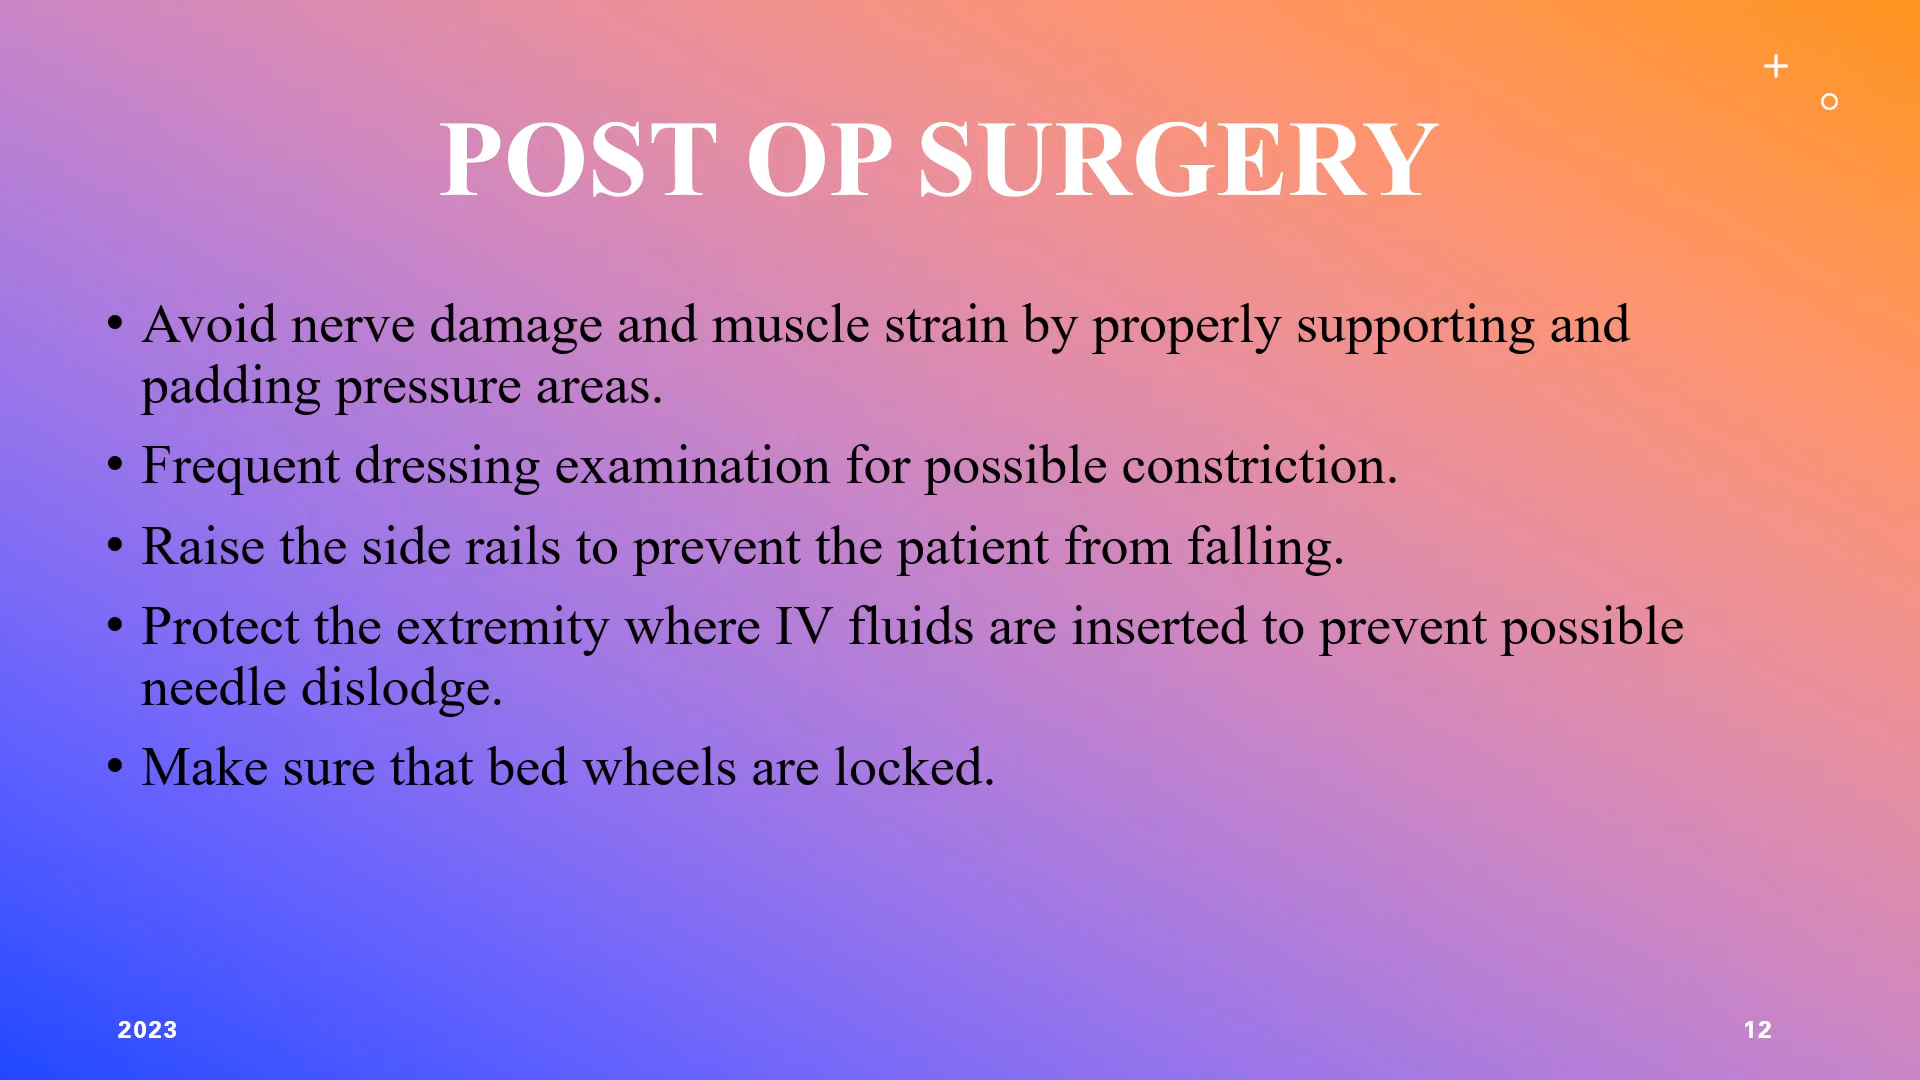 POST OP SURGERY
• Avoid nerve damage and muscle strain by properly supporting and
padding pressure areas.
• Frequent dressing examination for possible constriction.
• Raise the side rails to prevent the patient from falling.
• Protect the extremity where IV fluids are inserted to prevent possible
needle dislodge.
• Make sure that bed wheels are locked.
2023
12